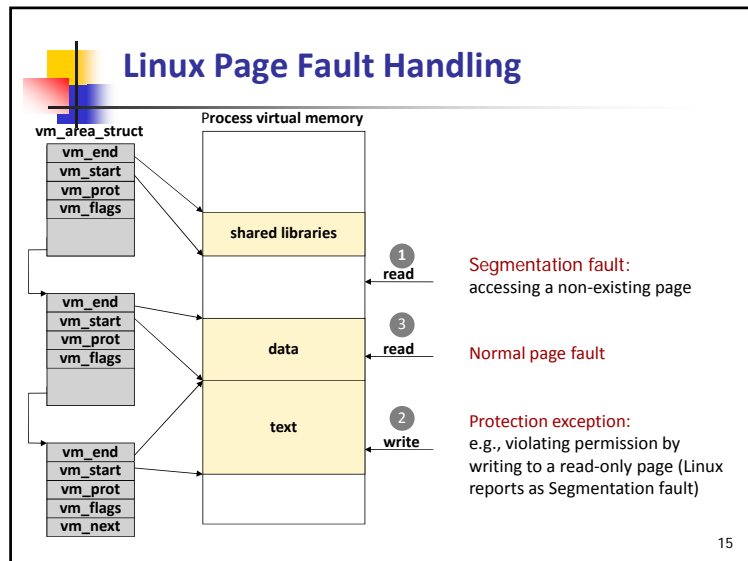 Linux Page Fault Handling
vm_area_struct
Process virtual memory
vm_end
vm_start
vm_prot
vm_flags
shared libraries
1
read
Segmentation fault:
accessing a non-existing page
vm_end
vm_start
vm_prot
vm_flags
data
3
read
Normal page fault
text
2
write
Protection exception:
e.g., violating permission by
writing to a read-only page (Linux
reports as Segmentation fault)
vm_end
vm_start
vm_prot
vm_flags
vm_next
15